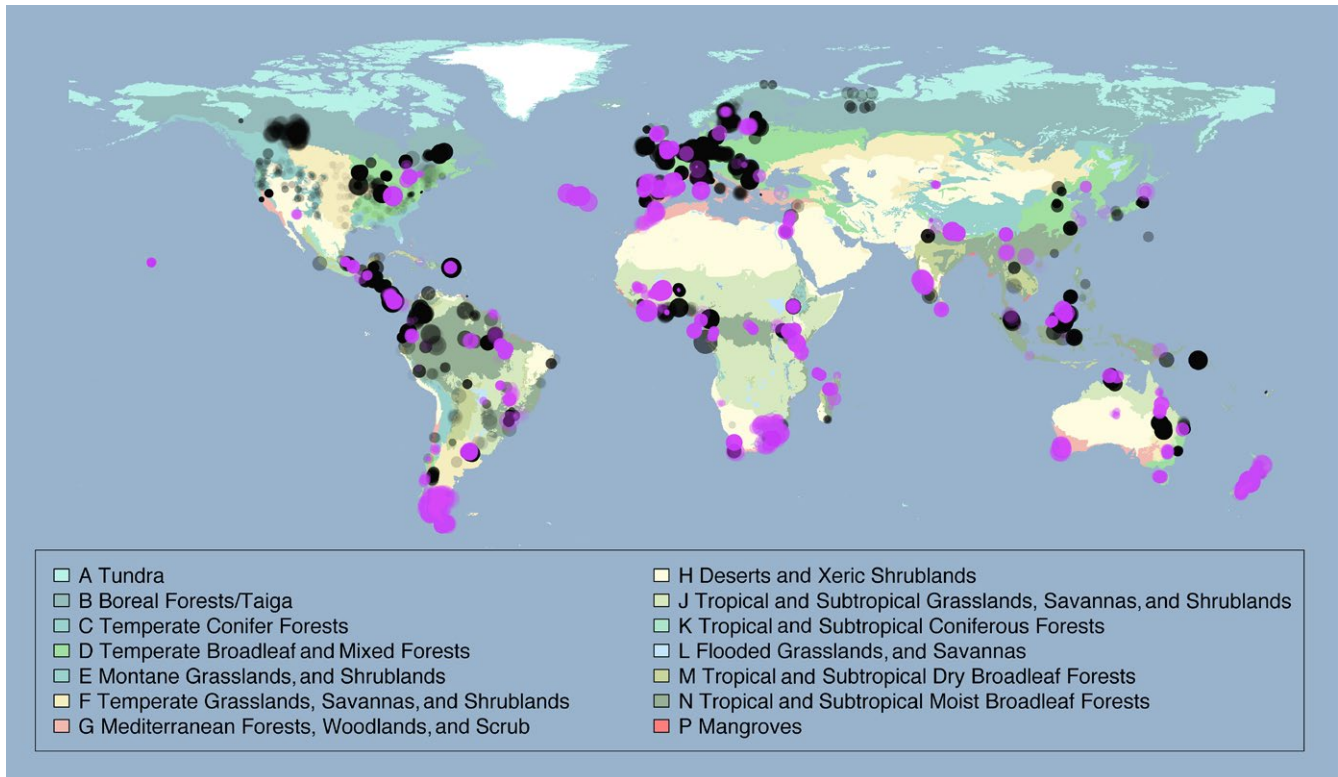 A Tundra
B Boreal Forests/Taiga
C Temperate Conifer Forests
D Temperate Broadleaf and Mixed Forests
E Montane Grasslands, and Shrublands
F Temperate Grasslands, Savannas, and Shrublands
G Mediterranean Forests, Woodlands, and Scrub
H Deserts and Xeric Shrublands
J Tropical and Subtropical Grasslands, Savannas, and Shrublands
K Tropical and Subtropical Coniferous Forests
L Flooded Grasslands, and Savannas
M Tropical and Subtropical Dry Broadleaf Forests
N Tropical and Subtropical Moist Broadleaf Forests
P Mangroves